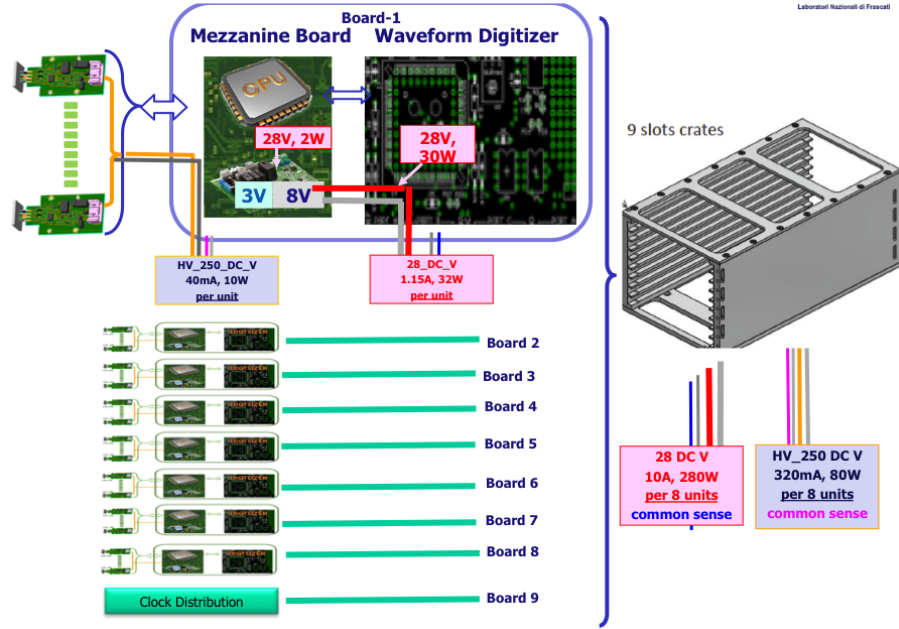 Laboratori Nazionali di Frascati
Board-1
Mezzanine Board
Waveform Digitizer
CPU
28V, 2W
28V,
30W
3V
8V
9 slots crates
HV_250_DC_V
40mA, 10W
per unit
28_DC_V
1.15A, 32W
per unit
Board 2
Board 3
Board 4
Board 5
Board 6
Board 7
Board 8
Clock Distribution
Board 9
28 DC V
10A, 280W
per 8 units
common sense
HV_250 DC V
320mA, 80W
per 8 units
common sense